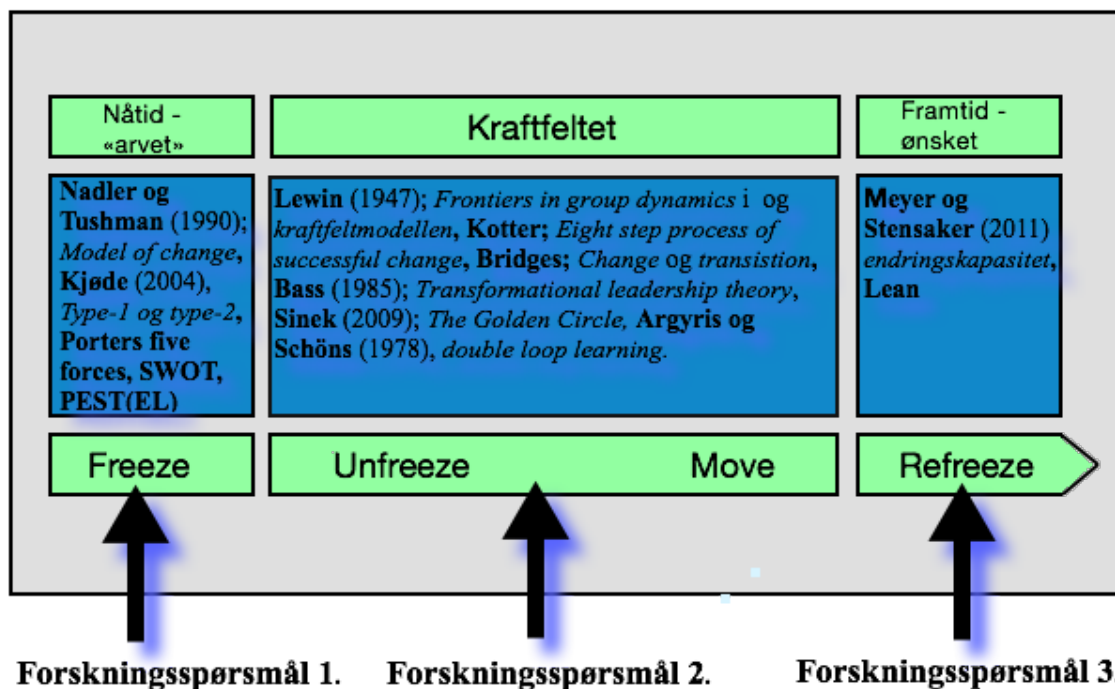 Nåtid -
«arvet»
Kraftfeltet
Framtid -
ønsket
Nadler og
Tushman (1990);
Model of change,
Kjøde (2004),
Type-1 og type-2,
Porters five
forces, SWOT,
PEST(EL)
Lewin (1947); Frontiers in group dynamics i og
kraftfeltmodellen, Kotter; Eight step process of
successful change, Bridges; Change og transistion,
Bass (1985); Transformational leadership theory,
Sinek (2009); The Golden Circle, Argyris og
Schöns (1978), double loop learning.
Meyer og
Stensaker (2011)
endringskapasitet,
Lean
Freeze
Unfreeze
Move
Refreeze
Forskningsspørsmål 1.
Forskningsspørsmål 2.
Forskningsspørsmål 3